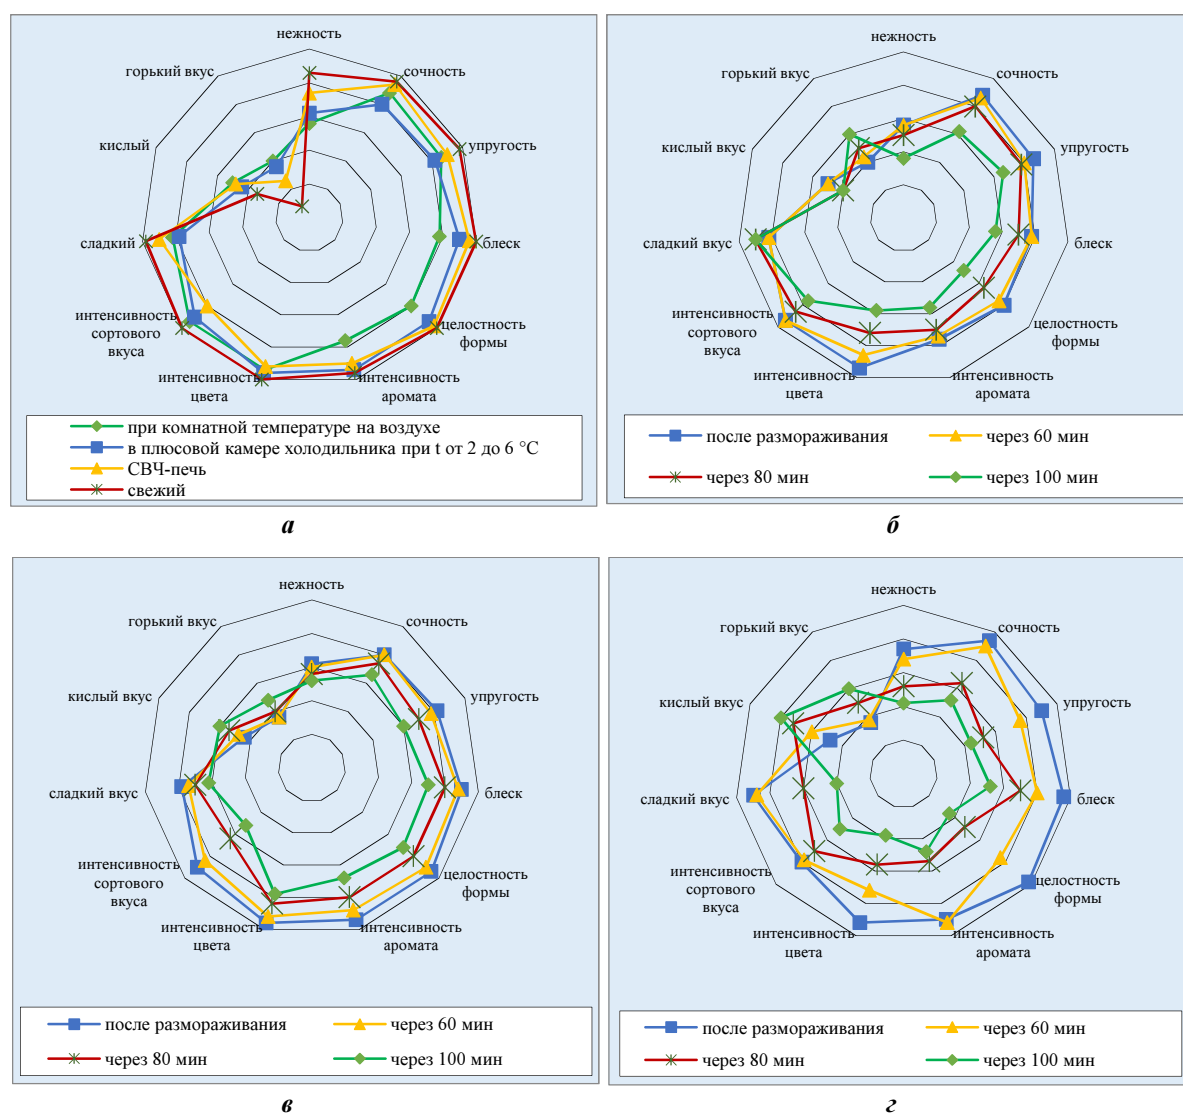 нежность
сочность
упругость
блеск
целостность
формы
интенсивность
аромата
интенсивность
цвета
интенсивность
сортового
вкуса
сладкий
кислый
горький вкус
при комнатной температуре на воздухе
в плюсовой камере холодильника при t от 2 до 6 °C
СВЧ-печь
свежий
а
нежность
сочность
упругость
блеск
целостность
формы
интенсивность
аромата
интенсивность
цвета
интенсивность
сортового
вкуса
сладкий вкус
кислый вкус
горький вкус
после размораживания
через 60 мин
через 80 мин
через 100 мин
б
нежность
сочность
упругость
блеск
целостность
формы
интенсивность
аромата
интенсивность
цвета
интенсивность
сортового
вкуса
сладкий вкус
кислый вкус
горький вкус
после размораживания
через 60 мин
через 80 мин
через 100 мин
в
нежность
сочность
упругость
блеск
целостность
формы
интенсивность
аромата
интенсивность
цвета
интенсивность
сортового вкуса
сладкий вкус
кислый вкус
горький вкус
после размораживания
через 60 мин
через 80 мин
через 100 мин
г